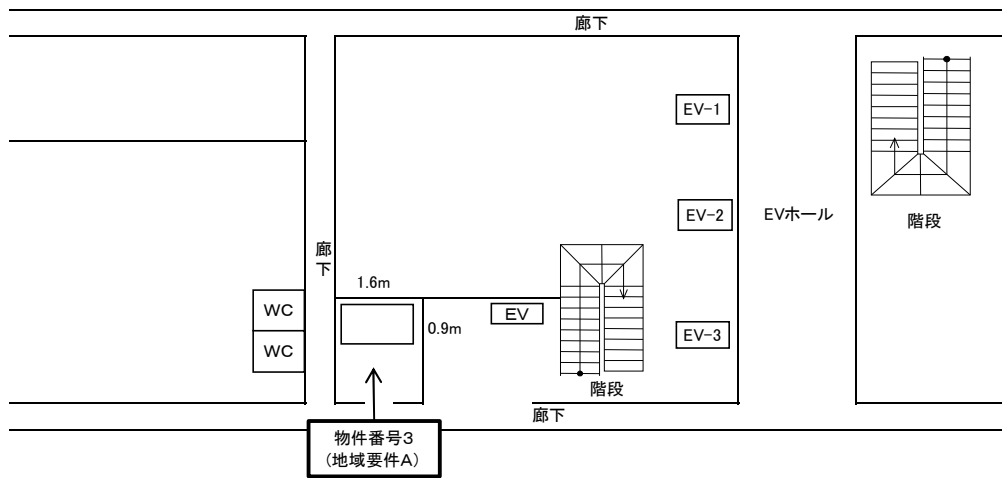 廊下
EV-1
EV-2
EVホール
階段
廊
下
1.6m
WC
EV
0.9m
WC
EV-3
階段
廊下
物件番号3
(地域要件A)